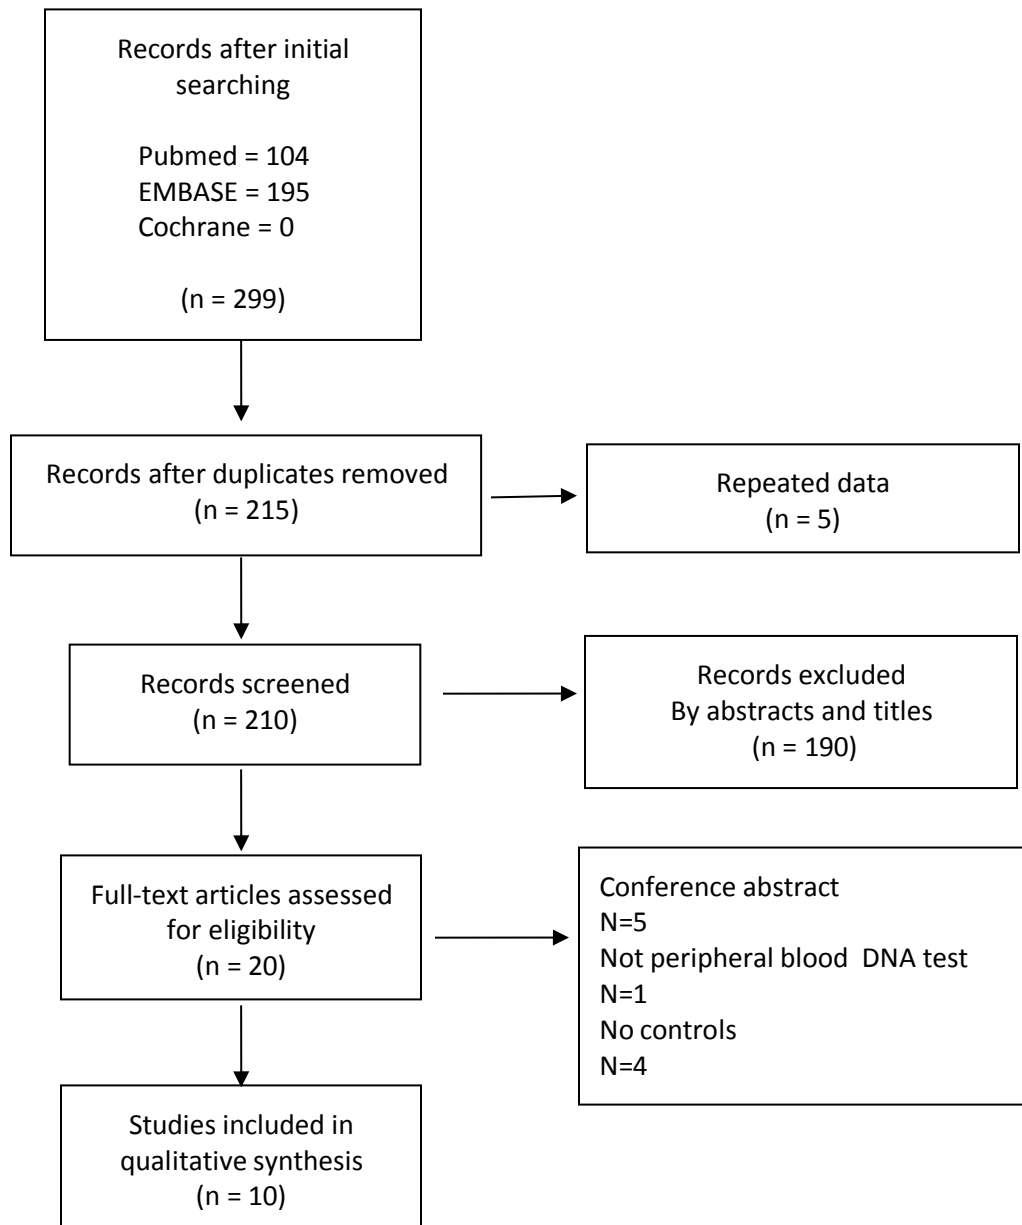 Records after initial
searching
Pubmed = 104
EMBASE = 195
Cochrane = 0
(n = 299)
Records after duplicates removed
(n = 215)
Repeated data
(n = 5)
Records screened
(n = 210)
Records excluded
By abstracts and titles
(n = 190)
Full-text articles assessed
for eligibility
(n = 20)
Conference abstract
N=5
Not peripheral blood  DNA test
N=1
No controls
N=4
Studies included in
qualitative synthesis
(n = 10)